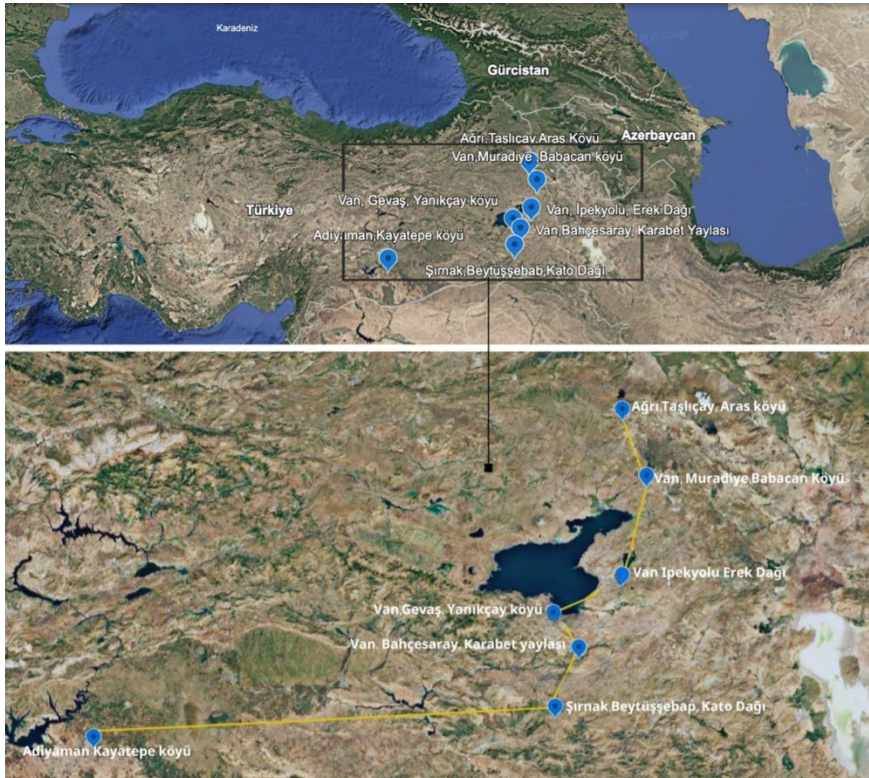 Karadeniz
Gürcistan
Azerbaycan
Ağrı,Taşlıçay,Aras Köyü
Van,Muradiye ,Babacan köyü
Türkiye
Van, Gevaş, Yanıkçay köyü
Van, İpekyolu, Erek Dağı
Van,Bahçesaray, Karabet Yaylası
Adıyaman,Kayatepe köyü
Şırnak,Beytüşşebab,Kato Dağı
Ağrı,Taşlıçay, Aras köyü
Van, Muradiye,Babacan Köyü
Van Ipekyolu Erek Dağı
Van,Gevaş, Yanıkçay köyü
Van, Bahçesaray, Karabet yaylası
Şırnak,Beytüşşebap, Kato Dağı
Adıyaman Kayatepe köyü